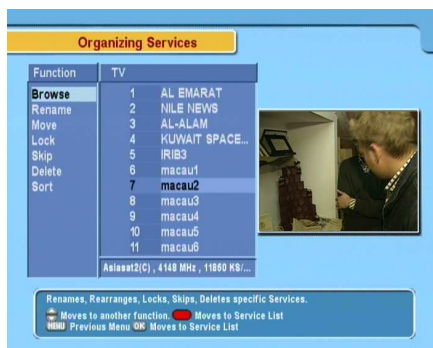 Organizing Services
Function
TV
Browse
Rename
Move
Lock
Skip
Delete
Sort
1 AL EMARAT
2 NILE NEWS
3 AL-ALAM
4 KUWAIT SPACE...
5 IRIB3
6 macau1
7 macau2
8 macau3
9 macau4
10 macau5
11 macau6
Asiasat2(C) , 4148 MHz , 11850 KS/...
Renames, Rearranges, Locks, Skips, Deletes specific Services.
Moves to another function. Moves to Service List
MENU Previous Menu OK Moves to Service List